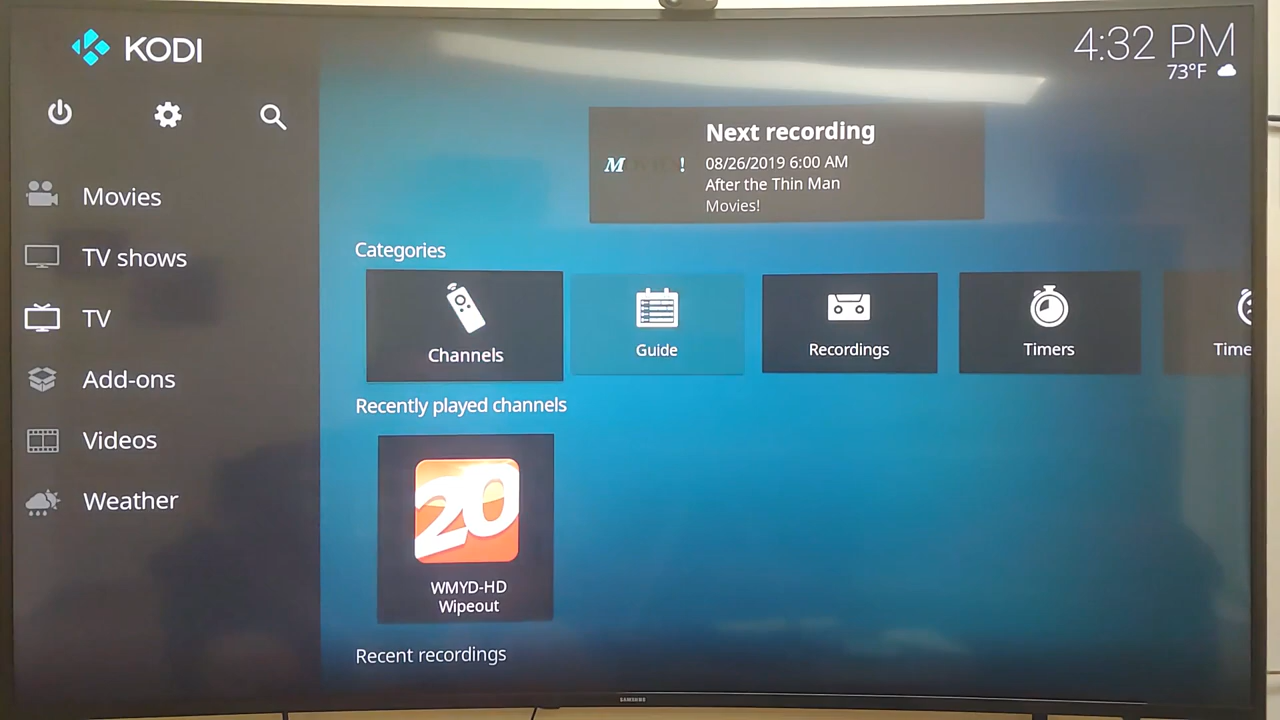 KODI
4:32 PM
73°F
Movies
TV shows
TV
Add-ons
Videos
Weather
Next recording
M !
08/26/2019 6:00 AM
After the Thin Man
Movies!
Categories
Channels
Guide
Recordings
Timers
Time
Recently played channels
20
WMYD-HD
Wipeout
Recent recordings
SAMSUNG